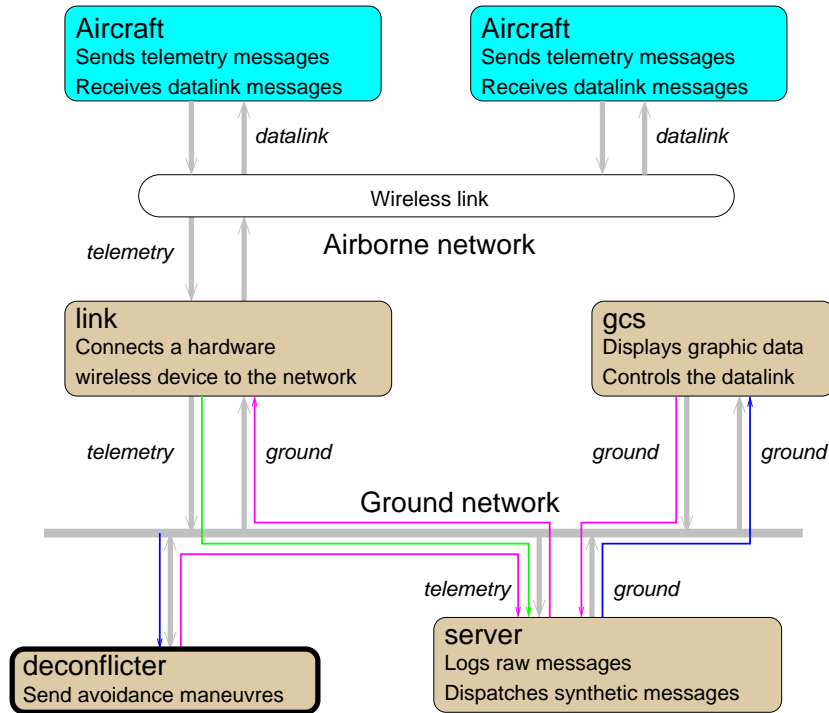 Aircraft
Sends telemetry messages
Receives datalink messages
Aircraft
Sends telemetry messages
Receives datalink messages
datalink
datalink
Wireless link
telemetry
Airborne network
link
Connects a hardware
wireless device to the network
gcs
Displays graphic data
Controls the datalink
telemetry
ground
ground
ground
Ground network
telemetry
ground
deconflicter
Send avoidance maneuvres
server
Logs raw messages
Dispatches synthetic messages